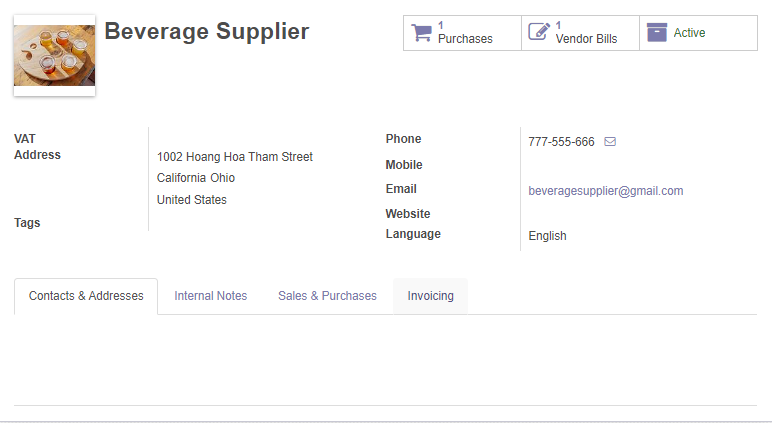 Beverage Supplier
1
Purchases
1
Vendor Bills
Active
VAT
Address
1002 Hoang Hoa Tham Street
California Ohio
United States
Tags
Phone
777-555-666
Mobile
Email
beveragesupplier@gmail.com
Website
Language
English
Contacts & Addresses
Internal Notes
Sales & Purchases
Invoicing